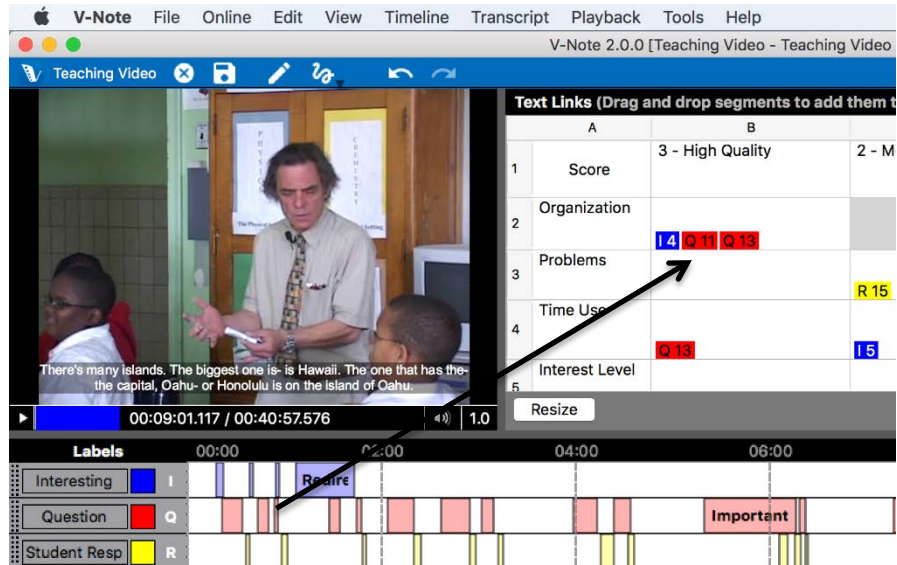 V-Note File Online Edit View Timeline Transcript Playback Tools Help
V-Note 2.0.0 [Teaching Video - Teaching Video
Teaching Video
Text Links (Drag and drop segments to add them t
A B
1 Score 3 - High Quality 2 - M
2 Organization
I 4 Q 11 Q 13
3 Problems
R 15
4 Time Use
Q 13 I 5
5 Interest Level
PHYSICS
CHEMISTRY
There's many islands. The biggest one is- is Hawaii. The one that has the-
the capital, Oahu- or Honolulu is on the island of Oahu.
00:09:01.117 / 00:40:57.576 1.0
Resize
Labels 00:00 02:00 04:00 06:00
Interesting I Redire
Question Q Important
Student Resp R